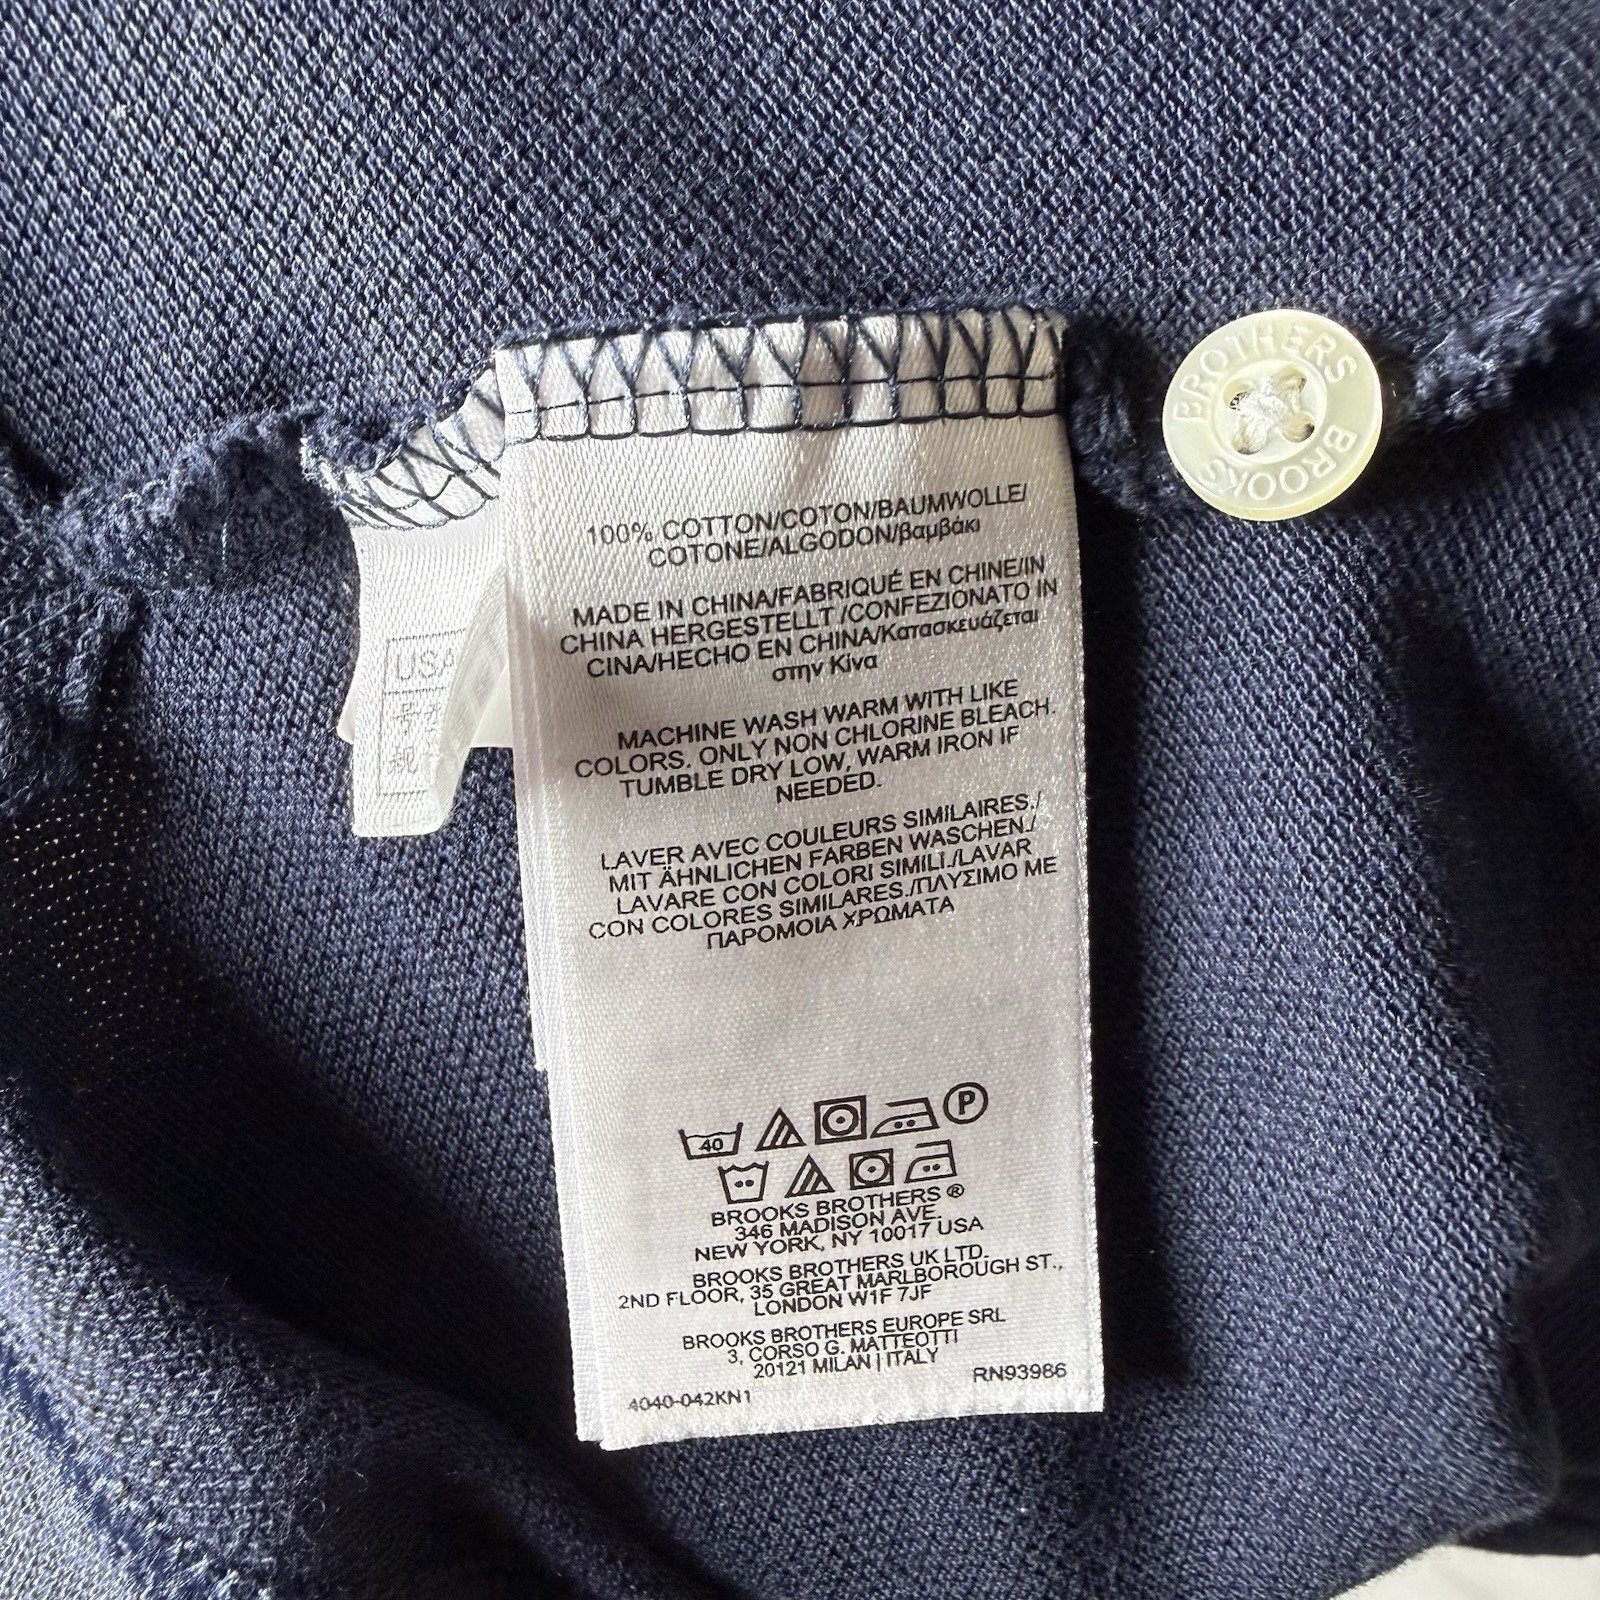 BROOKS BROTHERS
100% COTTON/COTON/BAUMWOLLE/
COTONE/ALGODON/βαμβάκι
MADE IN CHINA/FABRIQUÉ EN CHINE/IN
CHINA HERGESTELLT /CONFEZIONATO IN
CINA/HECHO EN CHINA/Κατασκευάζεται
στην Κίνα
MACHINE WASH WARM WITH LIKE
COLORS. ONLY NON CHLORINE BLEACH.
TUMBLE DRY LOW, WARM IRON IF
NEEDED.
LAVER AVEC COULEURS SIMILAIRES./
MIT ÄHNLICHEN FARBEN WASCHEN./
LAVARE CON COLORI SIMILI./LAVAR
CON COLORES SIMILARES./ΠΛΥΣΙΜΟ ΜΕ
ΠΑΡΟΜΟΙΑ ΧΡΩΜΑΤΑ
40 P
BROOKS BROTHERS ®
346 MADISON AVE.
NEW YORK, NY 10017 USA
BROOKS BROTHERS UK LTD.
2ND FLOOR, 35 GREAT MARLBOROUGH ST.,
LONDON W1F 7JF
BROOKS BROTHERS EUROPE SRL
3, CORSO G. MATTEOTTI
20121 MILAN | ITALY
RN93986
4040-042KN1
USA